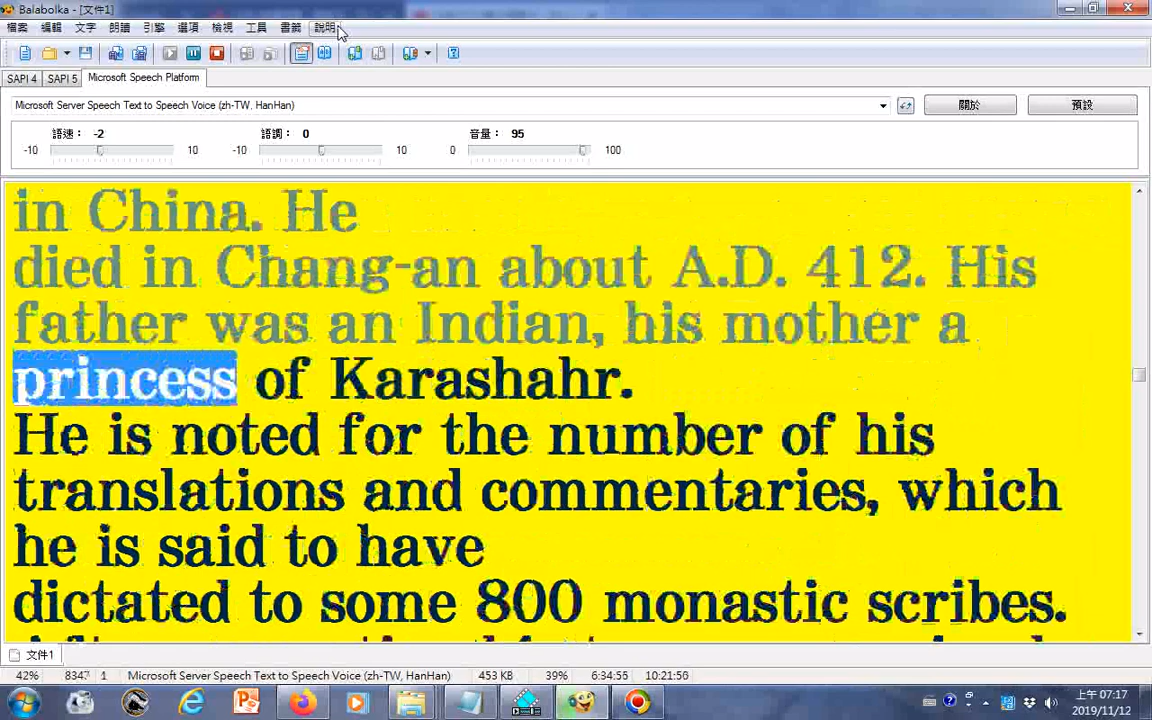 Balabolka - [文件1]
檔案 編輯 文字 朗讀 引擎 選項 檢視 工具 書籤 說明
SAPI 4 SAPI 5 Microsoft Speech Platform
Microsoft Server Speech Text to Speech Voice (zh-TW, HanHan) 關於 預設
語速： -2 語調： 0 音量： 95
-10 10 -10 10 0 100
in China. He
died in Chang-an about A.D. 412. His
father was an Indian, his mother a
princess of Karashahr.
He is noted for the number of his
translations and commentaries, which
he is said to have
dictated to some 800 monastic scribes.
文件1
42% 1 Microsoft Server Speech Text to Speech Voice (zh-TW, HanHan) 453 KB 39% 6:34:55 10:21:56
上午 07:17
2019/11/12